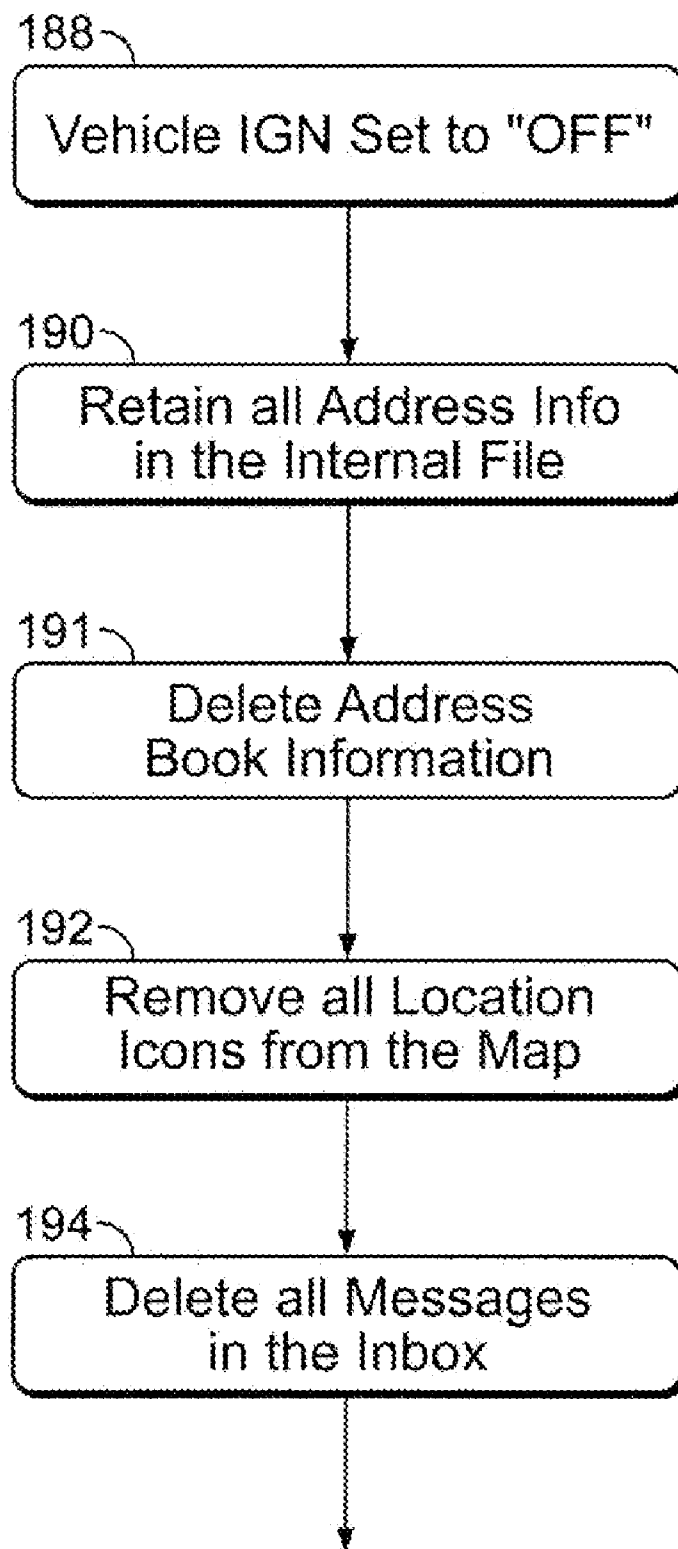 188
Vehicle IGN Set to "OFF"
190
Retain all Address Info
in the Internal File
191
Delete Address
Book Information
192
Remove all Location
Icons from the Map
194
Delete all Messages
in the Inbox